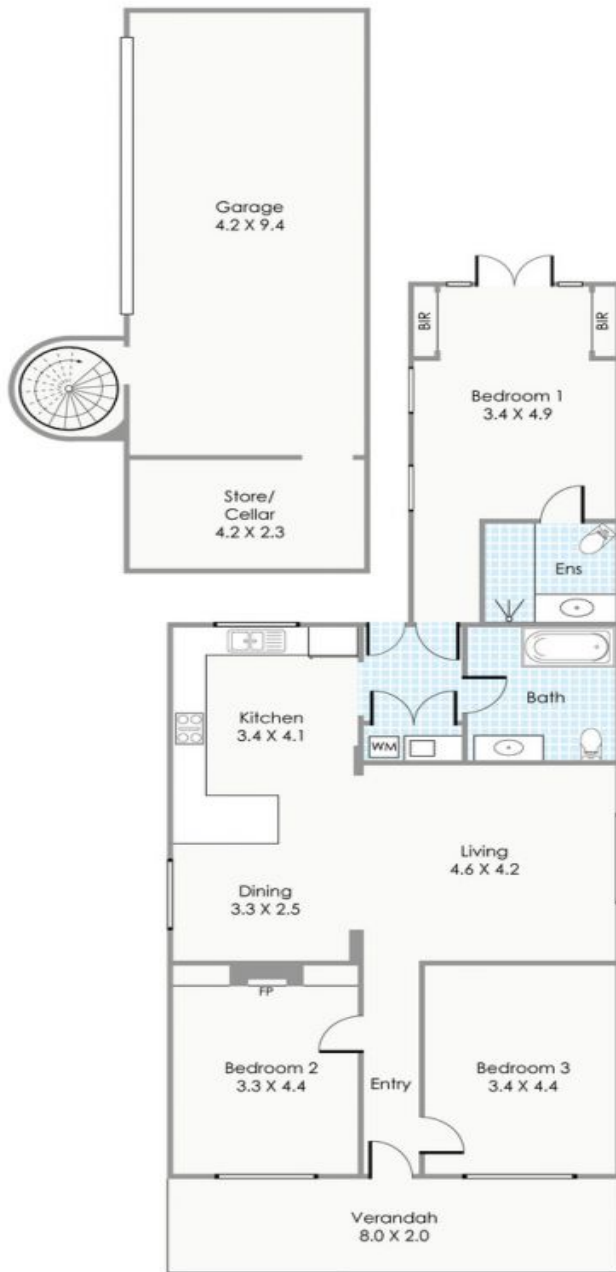 Garage
4.2 X 9.4
BIR
BIR
Bedroom 1
3.4 X 4.9
Store/
Cellar
4.2 X 2.3
Ens
Kitchen
3.4 X 4.1
Bath
WM
Living
4.6 X 4.2
Dining
3.3 X 2.5
FP
Bedroom 2
3.3 X 4.4
Entry
Bedroom 3
3.4 X 4.4
Verandah
8.0 X 2.0